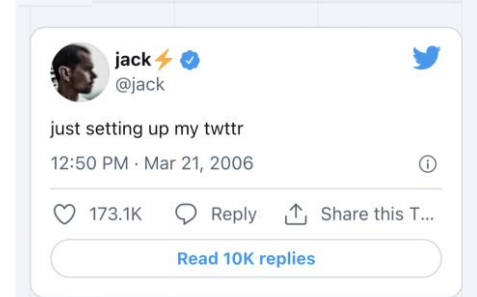 jack⚡
@jack
just setting up my twttr
12:50 PM · Mar 21, 2006
173.1K Reply Share this T...
Read 10K replies